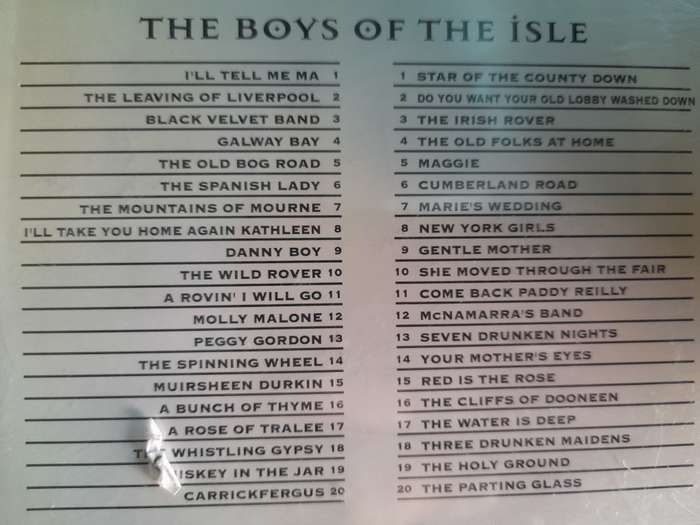 THE BOYS OF THE ISLE
I'LL TELL ME MA 1
THE LEAVING OF LIVERPOOL 2
BLACK VELVET BAND 3
GALWAY BAY 4
THE OLD BOG ROAD 5
THE SPANISH LADY 6
THE MOUNTAINS OF MOURNE 7
I'LL TAKE YOU HOME AGAIN KATHLEEN 8
DANNY BOY 9
THE WILD ROVER 10
A ROVIN' I WILL GO 11
MOLLY MALONE 12
PEGGY GORDON 13
THE SPINNING WHEEL 14
MUIRSHEEN DURKIN 15
A BUNCH OF THYME 16
A ROSE OF TRALEE 17
WHISTLING GYPSY 18
IN THE JAR 19
CARRICKFERGUS 20
1 STAR OF THE COUNTY DOWN
2 DO YOU WANT YOUR OLD LOBBY WASHED DOWN
3 THE IRISH ROVER
4 THE OLD FOLKS AT HOME
5 MAGGIE
6 CUMBERLAND ROAD
7 MARIE'S WEDDING
8 NEW YORK GIRLS
9 GENTLE MOTHER
10 SHE MOVED THROUGH THE FAIR
11 COME BACK PADDY REILLY
12 McNAMARRA'S BAND
13 SEVEN DRUNKEN NIGHTS
14 YOUR MOTHER'S EYES
15 RED IS THE ROSE
16 THE CLIFFS OF DOONEEN
17 THE WATER IS DEEP
18 THREE DRUNKEN MAIDENS
19 THE HOLY GROUND
20 THE PARTING GLASS